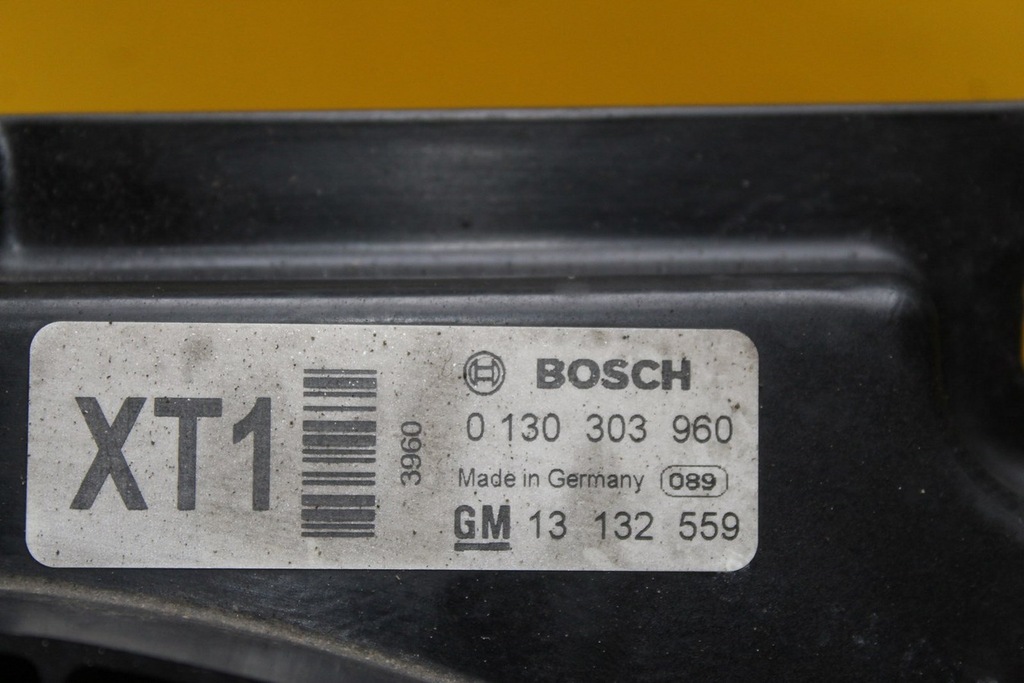 XT1
3960
BOSCH
0 130 303 960
Made in Germany 089
GM 13 132 559